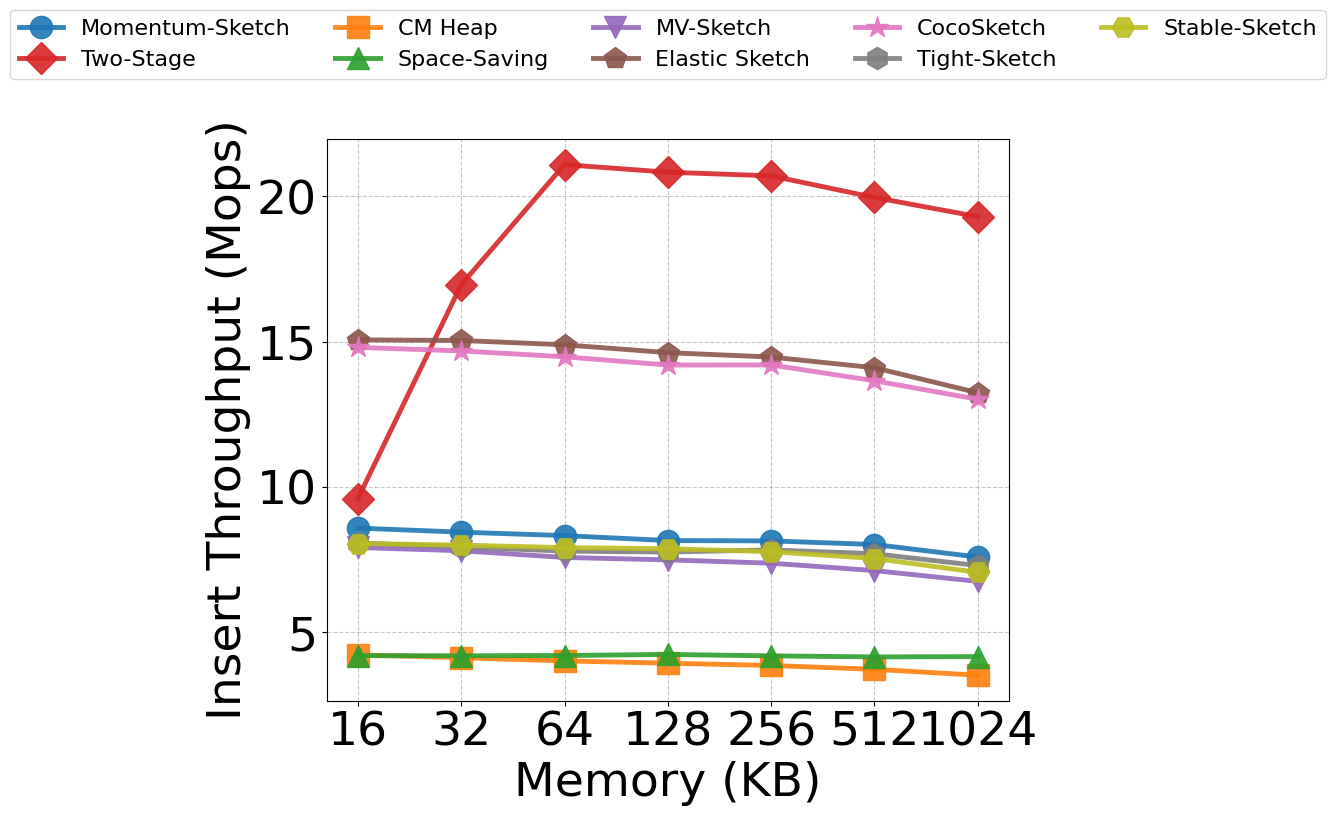 Momentum-Sketch CM Heap MV-Sketch CocoSketch Stable-Sketch
Two-Stage Space-Saving Elastic Sketch Tight-Sketch
Insert Throughput (Mops)
20
15
10
5
16 32 64 128 256 512 1024
Memory (KB)